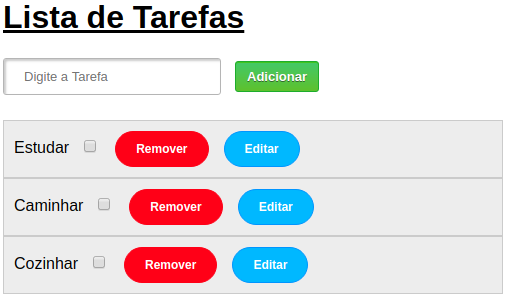 Lista de Tarefas
Digite a Tarefa Adicionar
Estudar Remover Editar
Caminhar Remover Editar
Cozinhar Remover Editar